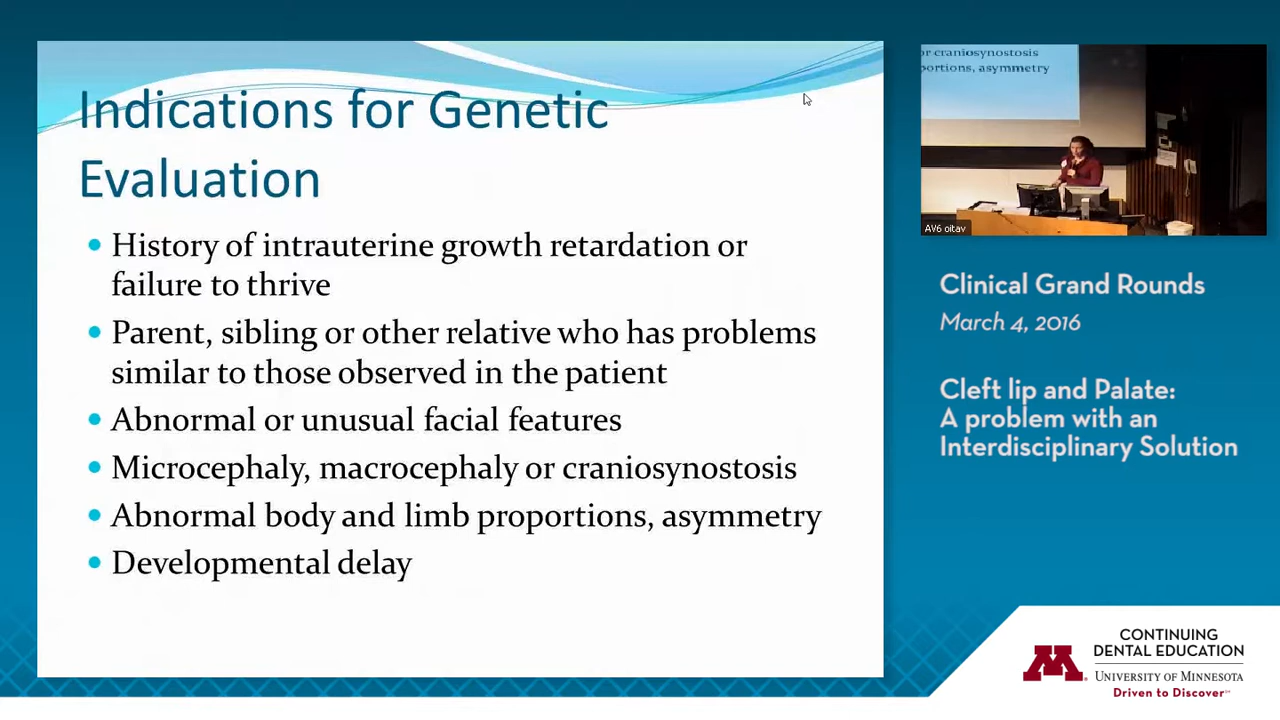 Indications for Genetic
Evaluation
History of intrauterine growth retardation or
failure to thrive
Parent, sibling or other relative who has problems
similar to those observed in the patient
Abnormal or unusual facial features
Microcephaly, macrocephaly or craniosynostosis
Abnormal body and limb proportions, asymmetry
Developmental delay
or craniosynostosis
portions, asymmetry
AV6 oitav
Clinical Grand Rounds
March 4, 2016
Cleft lip and Palate:
A problem with an
Interdisciplinary Solution
CONTINUING
DENTAL EDUCATION
UNIVERSITY OF MINNESOTA
Driven to Discover℠
M